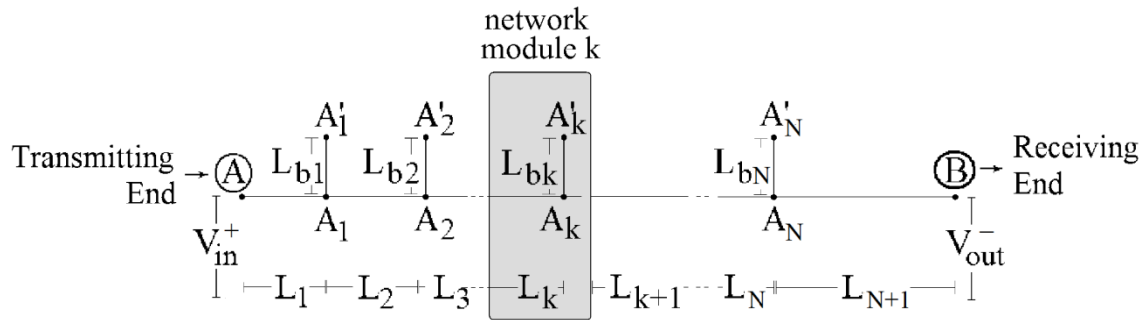 network
module k
A'1 A'2 A'k A'N
Transmitting
End
A
Lb1 Lb2 Lbk LbN
B
Receiving
End
A1 A2 Ak AN
V+in V−out
L1 L2 L3 Lk Lk+1 LN LN+1